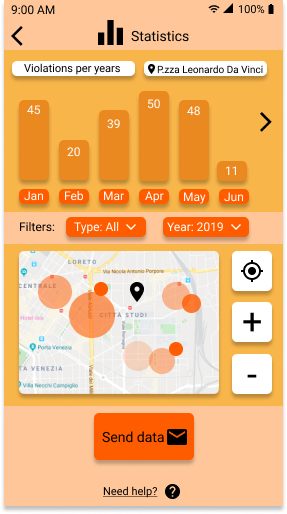 9:00 AM 100%
Statistics
Violations per years P.zza Leonardo Da Vinci
45 20 39 50 48 11
Jan Feb Mar Apr May Jun
Filters: Type: All Year: 2019
LORETO
Via Nicola Antonio Porpora
CENTRALE
CITTÀ STUDI
Porta Venezia
VENEZIA
Villa Necchi Campiglio
+
-
Send data
Need help? ?